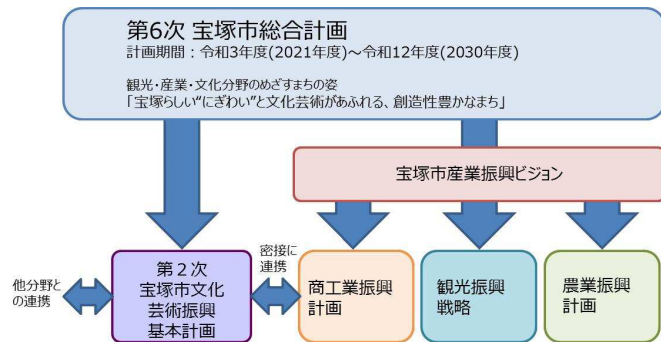 第6次 宝塚市総合計画
計画期間：令和3年度(2021年度)～令和12年度(2030年度)
観光・産業・文化分野のめざすまちの姿
「宝塚らしい“にぎわい”と文化芸術があふれる、創造性豊かなまち」
宝塚市産業振興ビジョン
他分野と
の連携
第２次
宝塚市文化
芸術振興
基本計画
密接に
連携
商工業振興
計画
観光振興
戦略
農業振興
計画